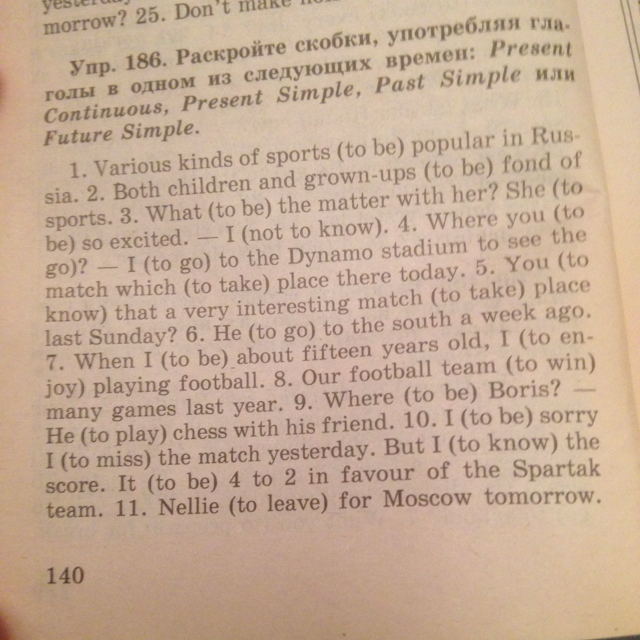 yesterday
morrow? 25. Don't make
Упр. 186. Раскройте скобки, употребляя гла-
голы в одном из следующих времен: Present
Continuous, Present Simple, Past Simple или
Future Simple.
1. Various kinds of sports (to be) popular in Rus-
sia. 2. Both children and grown-ups (to be) fond of
sports. 3. What (to be) the matter with her? She (to
be) so excited. — I (not to know). 4. Where you (to
go)? — I (to go) to the Dynamo stadium to see the
match which (to take) place there today. 5. You (to
know) that a very interesting match (to take) place
last Sunday? 6. He (to go) to the south a week ago.
7. When I (to be) about fifteen years old, I (to en-
joy) playing football. 8. Our football team (to win)
many games last year. 9. Where (to be) Boris? —
He (to play) chess with his friend. 10. I (to be) sorry
I (to miss) the match yesterday. But I (to know) the
score. It (to be) 4 to 2 in favour of the Spartak
team. 11. Nellie (to leave) for Moscow tomorrow.
140